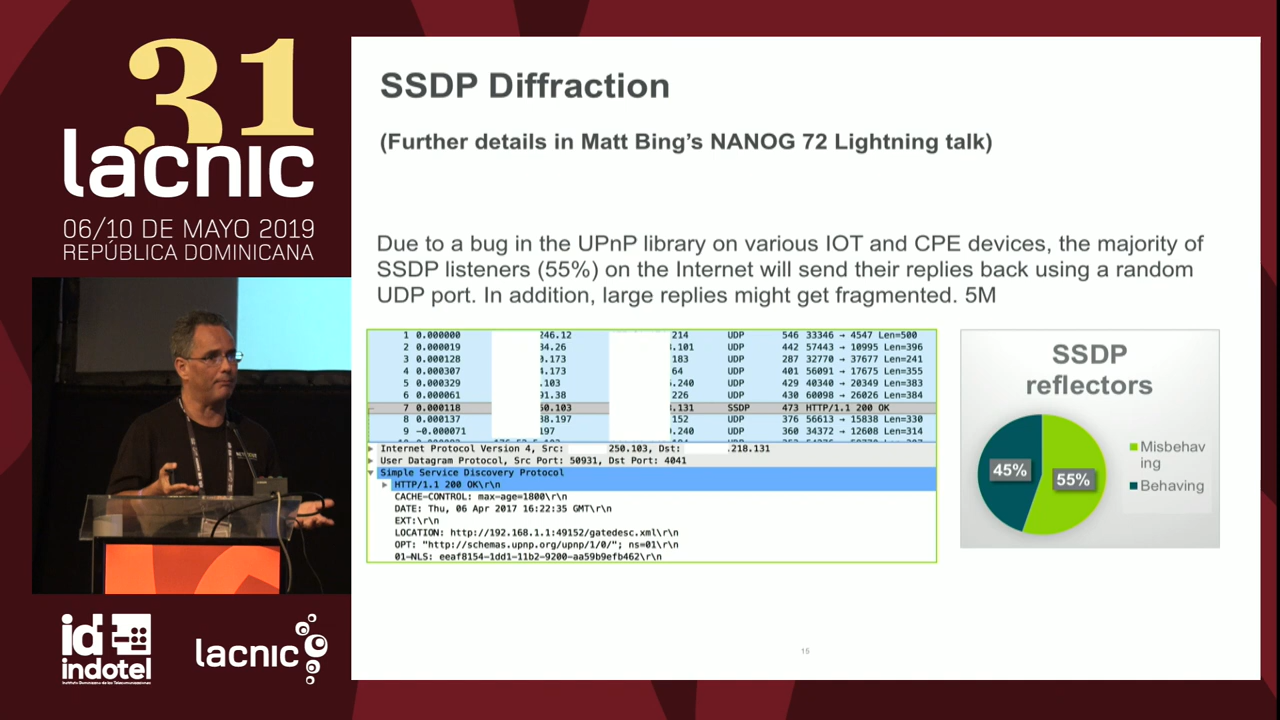 31
lacnic
06/10 DE MAYO 2019
REPÚBLICA DOMINICANA
SSDP Diffraction
(Further details in Matt Bing's NANOG 72 Lightning talk)
Due to a bug in the UPnP library on various IOT and CPE devices, the majority of
SSDP listeners (55%) on the Internet will send their replies back using a random
UDP port. In addition, large replies might get fragmented. 5M
1 0.000000 246.12 214 UDP 546 33346 → 4547 Len=500
2 0.000019 34.26 .101 UDP 442 57443 → 10995 Len=396
3 0.000128 0.173 183 UDP 287 32770 → 37677 Len=241
4 0.000307 4.173 64 UDP 401 56091 → 17675 Len=355
5 0.000329 .103 .240 UDP 429 40340 → 20349 Len=383
6 0.000061 91.38 226 UDP 430 60098 → 26026 Len=384
7 0.000118 50.103 .131 SSDP 473 HTTP/1.1 200 OK
8 0.000137 38.197 152 UDP 376 56613 → 15838 Len=330
9 -0.000071 197 .240 UDP 360 34372 → 12608 Len=314
Internet Protocol Version 4, Src: 250.103, Dst: .218.131
User Datagram Protocol, Src Port: 50931, Dst Port: 4041
Simple Service Discovery Protocol
HTTP/1.1 200 OK\r\n
CACHE-CONTROL: max-age=1800\r\n
DATE: Thu, 06 Apr 2017 16:22:35 GMT\r\n
EXT:\r\n
LOCATION: http://192.168.1.1:49152/gatedesc.xml\r\n
OPT: "http://schemas.upnp.org/upnp/1/0/"; ns=01\r\n
01-NLS: eeaf8154-1dd1-11b2-9200-aa59b9efb462\r\n
SSDP
reflectors
45%
55%
Misbehav
ing
Behaving
15
id
indotel
Instituto Dominicano de las Telecomunicaciones
lacnic